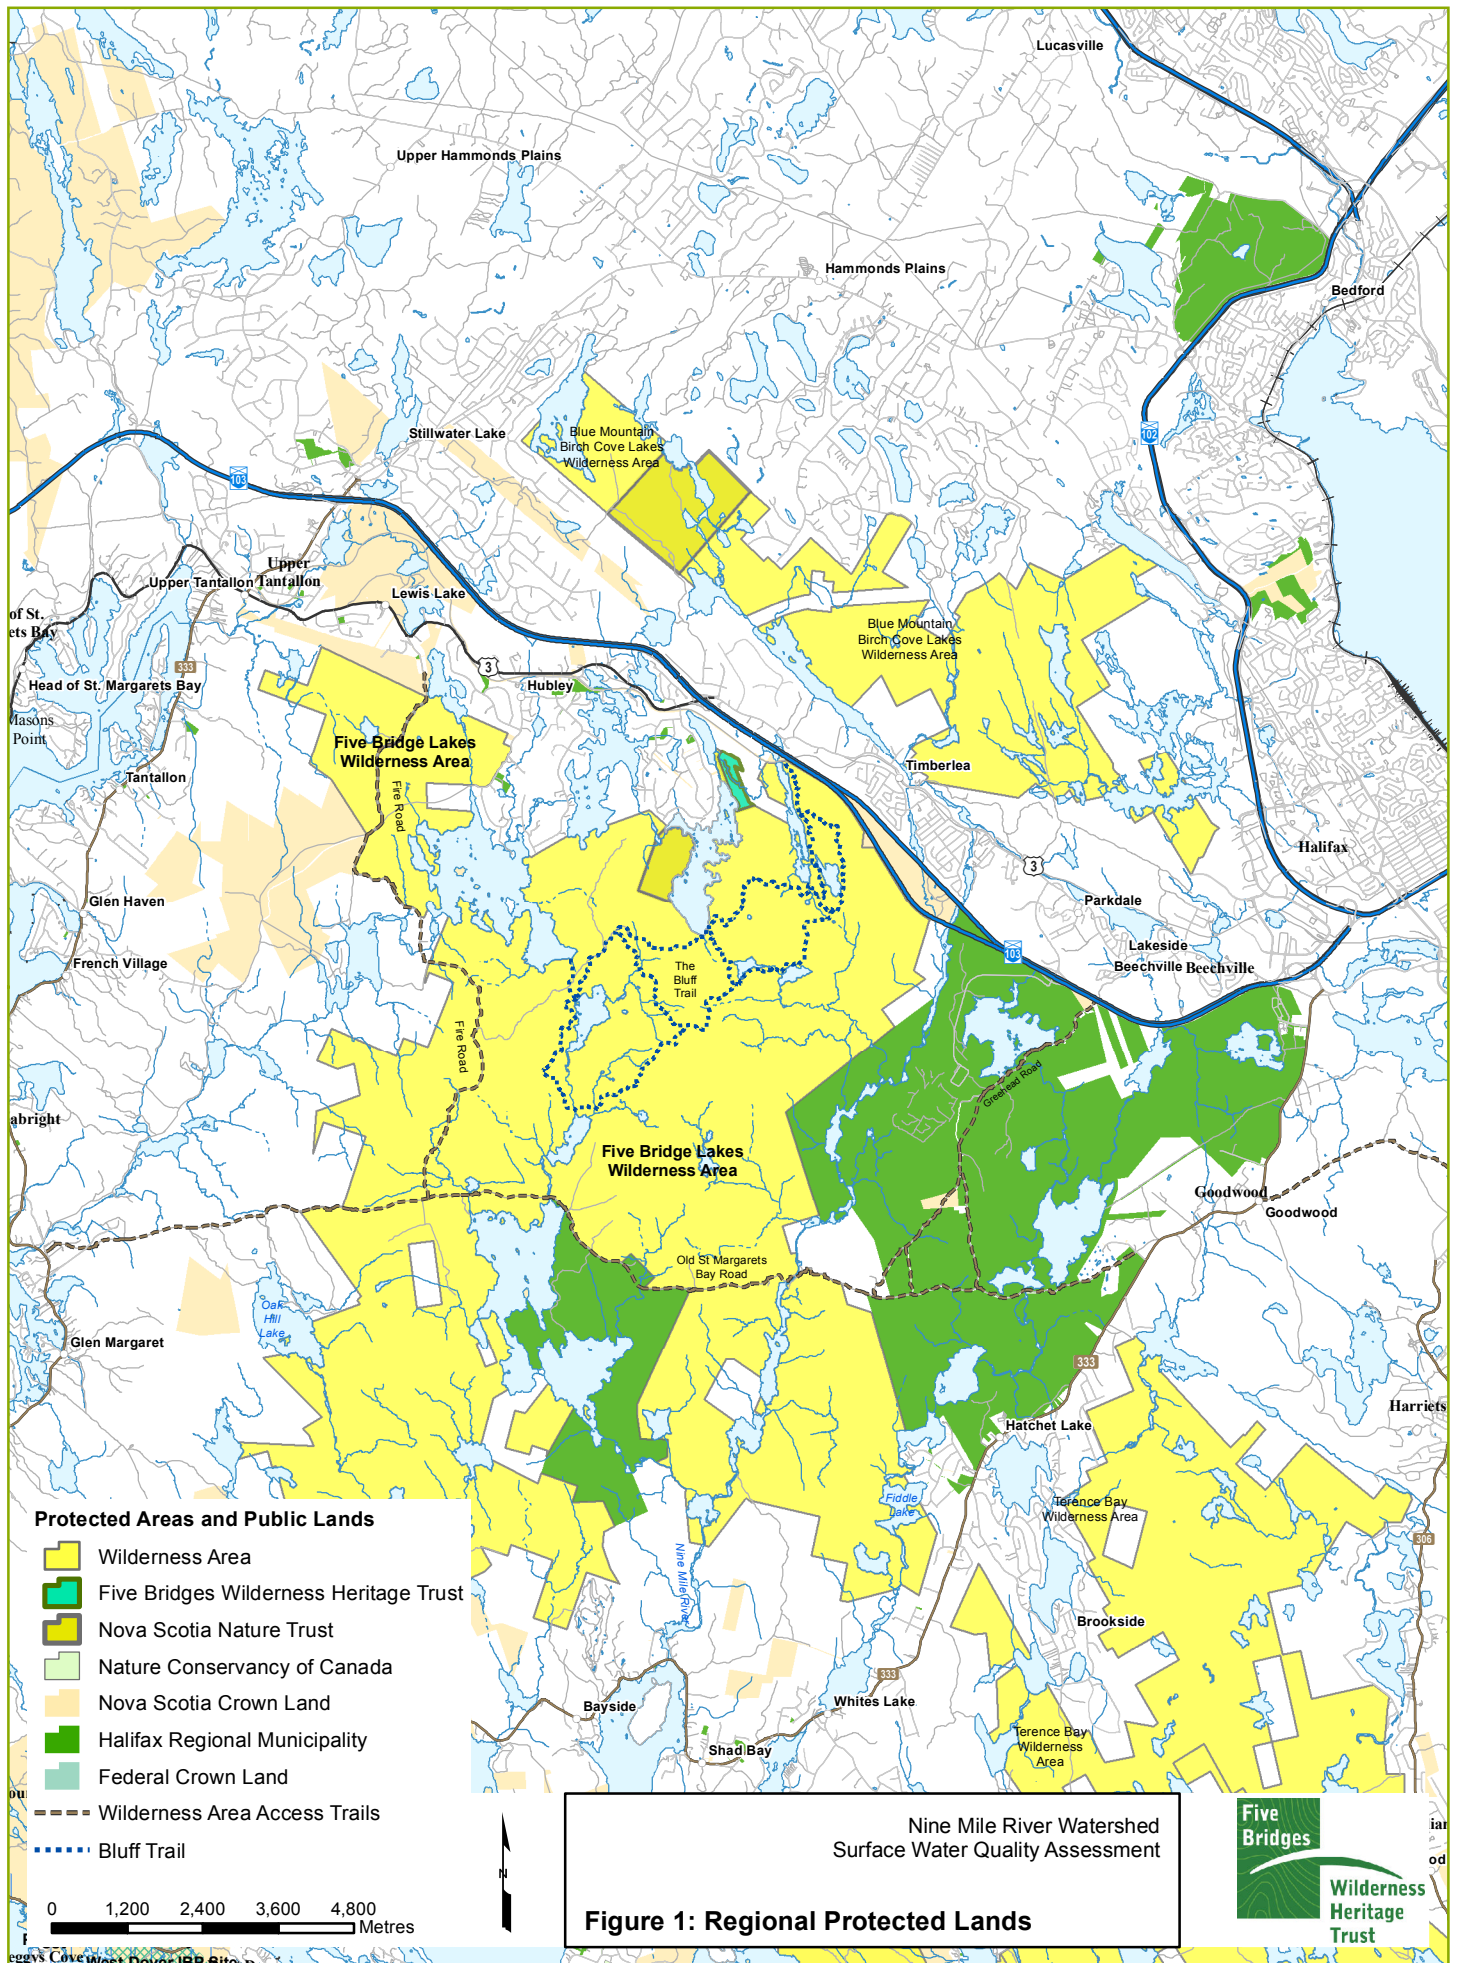 Lucasville
Upper Hammonds Plains
Hammonds Plains
Bedford
Stillwater Lake
Blue Mountain
Birch Cove Lakes
Wilderness Area
102
103
Upper
Tantallon
Upper Tantallon
Lewis Lake
of St.
ets Bay
Blue Mountain
Birch Cove Lakes
Wilderness Area
333
3
Head of St. Margarets Bay
Hubley
Masons
Point
Five Bridge Lakes
Wilderness Area
Timberlea
Tantallon
Fire Road
Halifax
3
Glen Haven
Parkdale
French Village
Lakeside
Beechville
Beechville
103
The
Bluff
Trail
Fire Road
Greehead Road
abright
Five Bridge Lakes
Wilderness Area
Goodwood
Goodwood
Old St Margarets
Bay Road
Oak
Hill
Lake
Glen Margaret
333
Harriets
Hatchet Lake
Fiddle
Lake
Terence Bay
Wilderness Area
306
Nine Mile River
Brookside
333
Bayside
Whites Lake
Shad Bay
Terence Bay
Wilderness
Area
Protected Areas and Public Lands
Wilderness Area
Five Bridges Wilderness Heritage Trust
Nova Scotia Nature Trust
Nature Conservancy of Canada
Nova Scotia Crown Land
Halifax Regional Municipality
Federal Crown Land
Wilderness Area Access Trails
Bluff Trail
0 1,200 2,400 3,600 4,800
Metres
N
Nine Mile River Watershed
Surface Water Quality Assessment
Figure 1: Regional Protected Lands
Five
Bridges
Wilderness
Heritage
Trust
eggys Cove
West Dover IBP Site